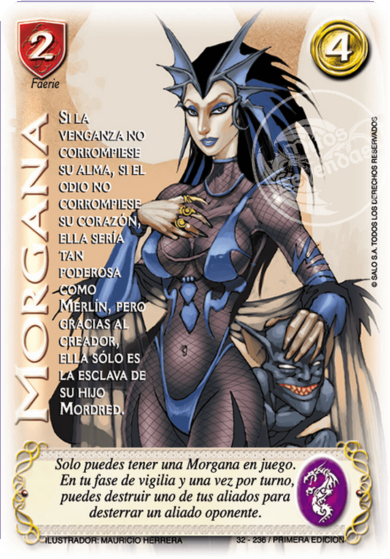 2
Faerie
4
MORGANA
SI LA
VENGANZA NO
CORROMPIESE
SU ALMA, SI EL
ODIO NO
CORROMPIESE
SU CORAZÓN,
ELLA SERÍA
TAN
PODEROSA
COMO
MERLÍN, PERO
GRACIAS AL
CREADOR,
ELLA SÓLO ES
LA ESCLAVA DE
SU HIJO
MORDRED.
© SALO S.A. TODOS LOS DERECHOS RESERVADOS
Solo puedes tener una Morgana en juego.
En tu fase de vigilia y una vez por turno,
puedes destruir uno de tus aliados para
desterrar un aliado oponente.
ILUSTRADOR: MAURICIO HERRERA
32 - 236 / PRIMERA EDICION